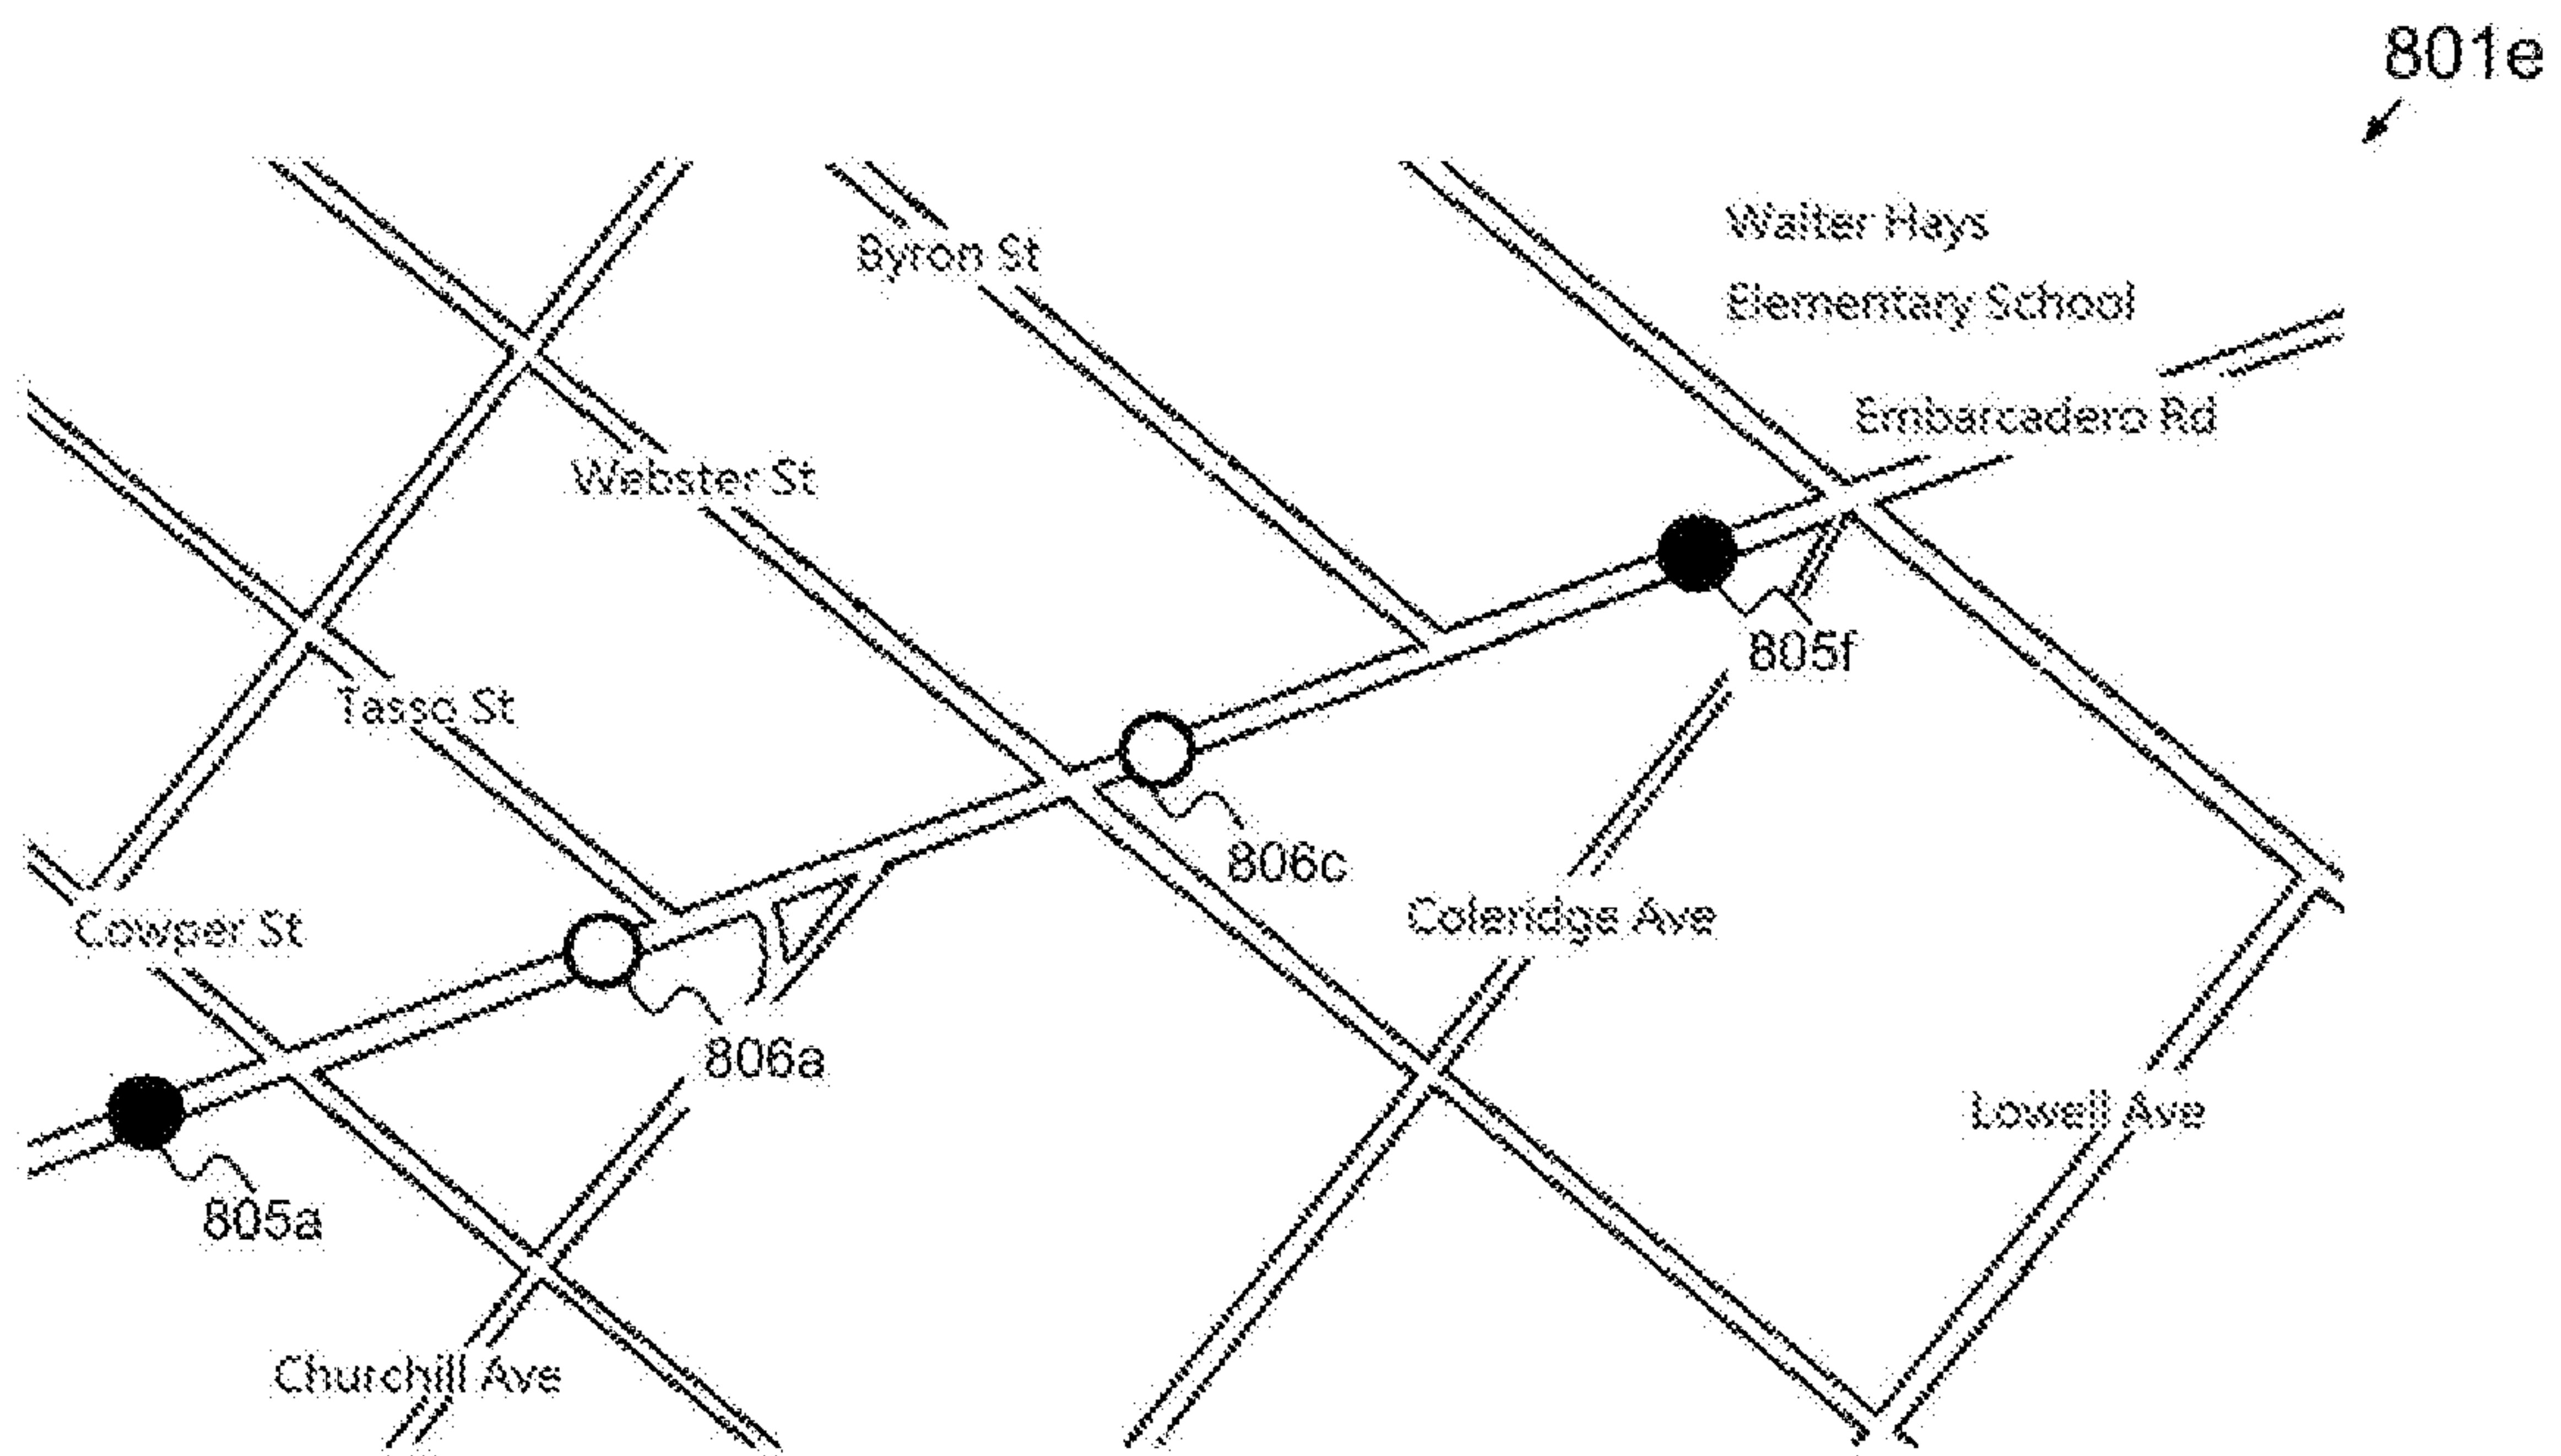 801e
Walter Hays
Elementary School
Byron St
Embarcadero Rd
Webster St
805f
Tasso St
806c
Coleridge Ave
Cowper St
806a
Lowell Ave
805a
Churchill Ave